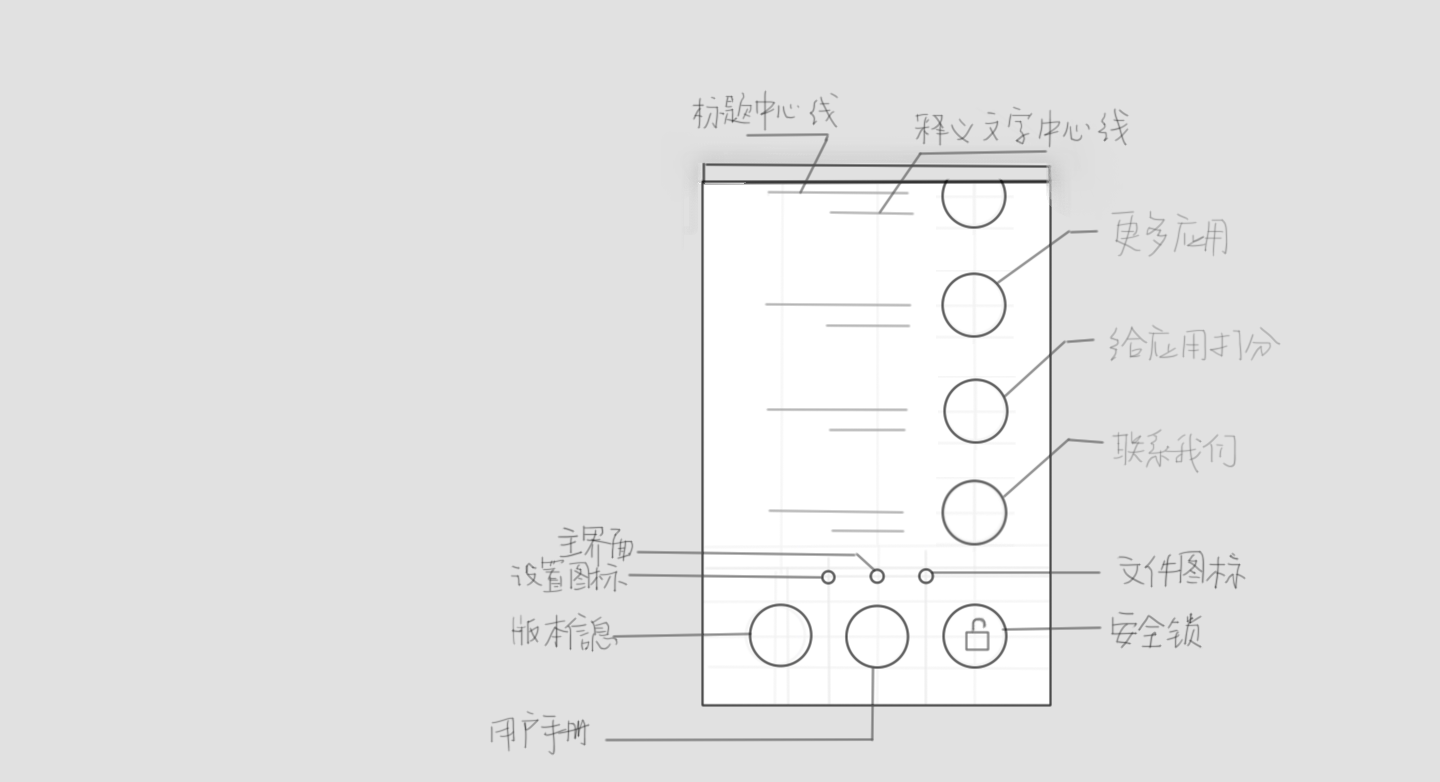 标题中心线
释义文字中心线
更多应用
给应用打分
联系我们
主界面
设置图标
文件图标
版本信息
安全锁
用户手册